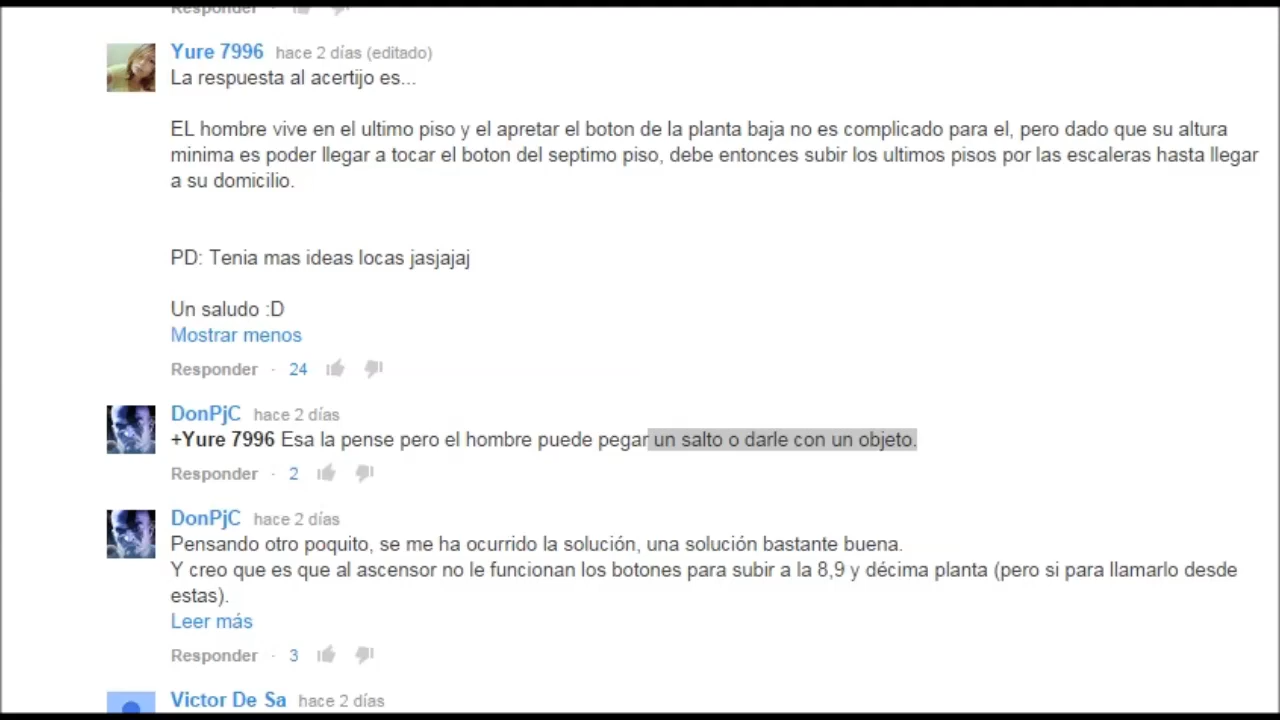 Responder
Yure 7996 hace 2 días (editado)
La respuesta al acertijo es...
EL hombre vive en el ultimo piso y el apretar el boton de la planta baja no es complicado para el, pero dado que su altura
minima es poder llegar a tocar el boton del septimo piso, debe entonces subir los ultimos pisos por las escaleras hasta llegar
a su domicilio.
PD: Tenia mas ideas locas jasjajaj
Un saludo :D
Mostrar menos
Responder · 24
DonPjC hace 2 días
+Yure 7996 Esa la pense pero el hombre puede pegar un salto o darle con un objeto.
Responder · 2
DonPjC hace 2 días
Pensando otro poquito, se me ha ocurrido la solución, una solución bastante buena.
Y creo que es que al ascensor no le funcionan los botones para subir a la 8,9 y décima planta (pero si para llamarlo desde
estas).
Leer más
Responder · 3
Victor De Sa hace 2 días